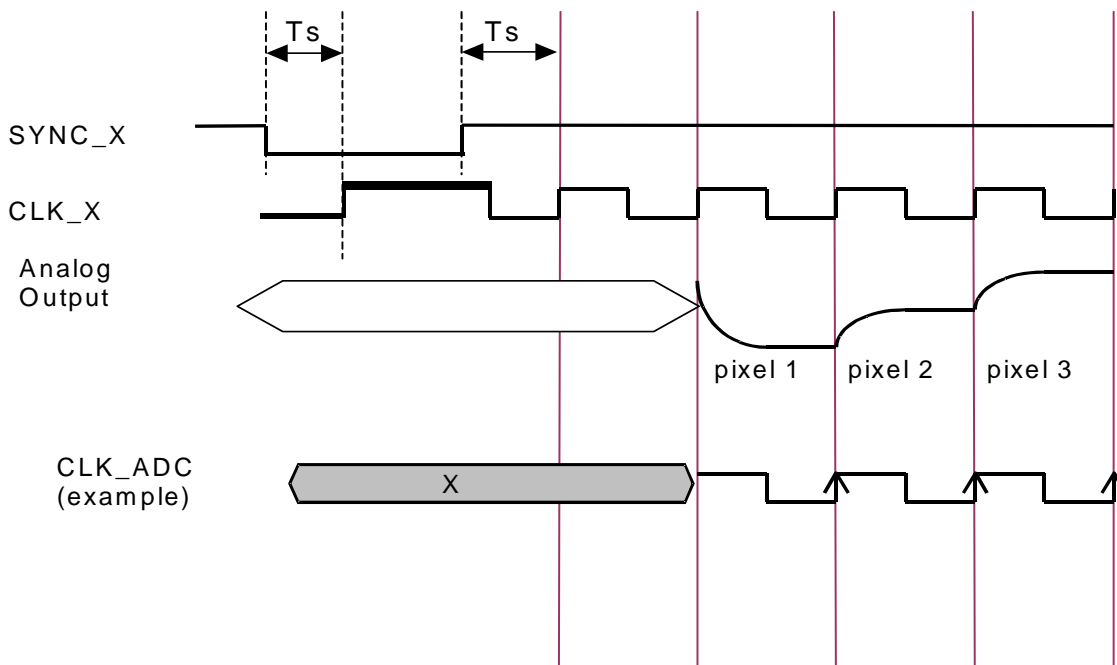 Ts Ts
SYNC_X
CLK_X
Analog
Output
pixel 1 pixel 2 pixel 3
CLK_ADC
(example)
X